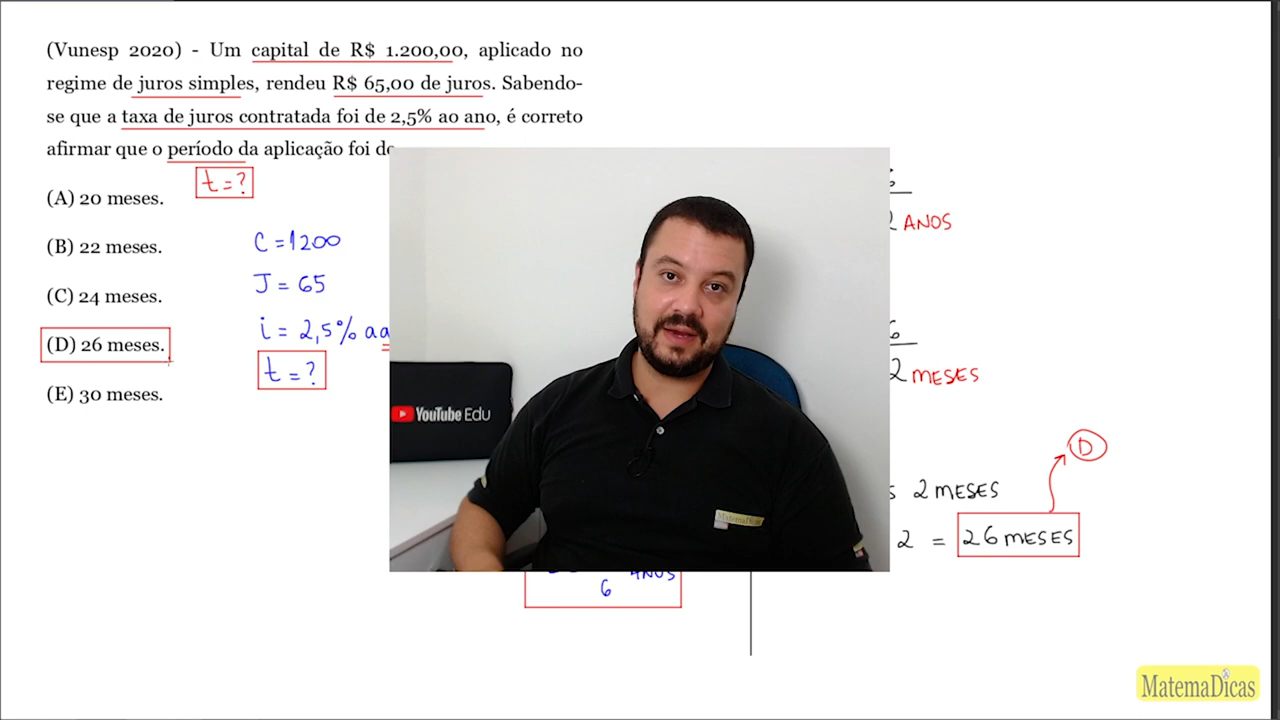 (Vunesp 2020) - Um capital de R$ 1.200,00, aplicado no
regime de juros simples, rendeu R$ 65,00 de juros. Sabendo-
se que a taxa de juros contratada foi de 2,5% ao ano, é correto
afirmar que o período da aplicação foi de
t = ?
(A) 20 meses.
(B) 22 meses.
(C) 24 meses.
(D) 26 meses.
(E) 30 meses.
C = 1200
J = 65
i = 2,5% aa
t = ?
YouTube Edu
MatemaDicas
6
2 ANOS
2 MESES
2 MESES
2 = 26 MESES
D
MatemaDicas